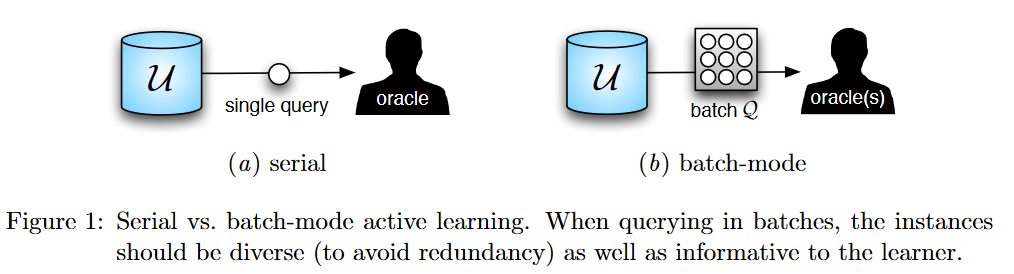 U
single query
oracle
(a) serial
U
batch Q
oracle(s)
(b) batch-mode
Figure 1: Serial vs. batch-mode active learning. When querying in batches, the instances
should be diverse (to avoid redundancy) as well as informative to the learner.